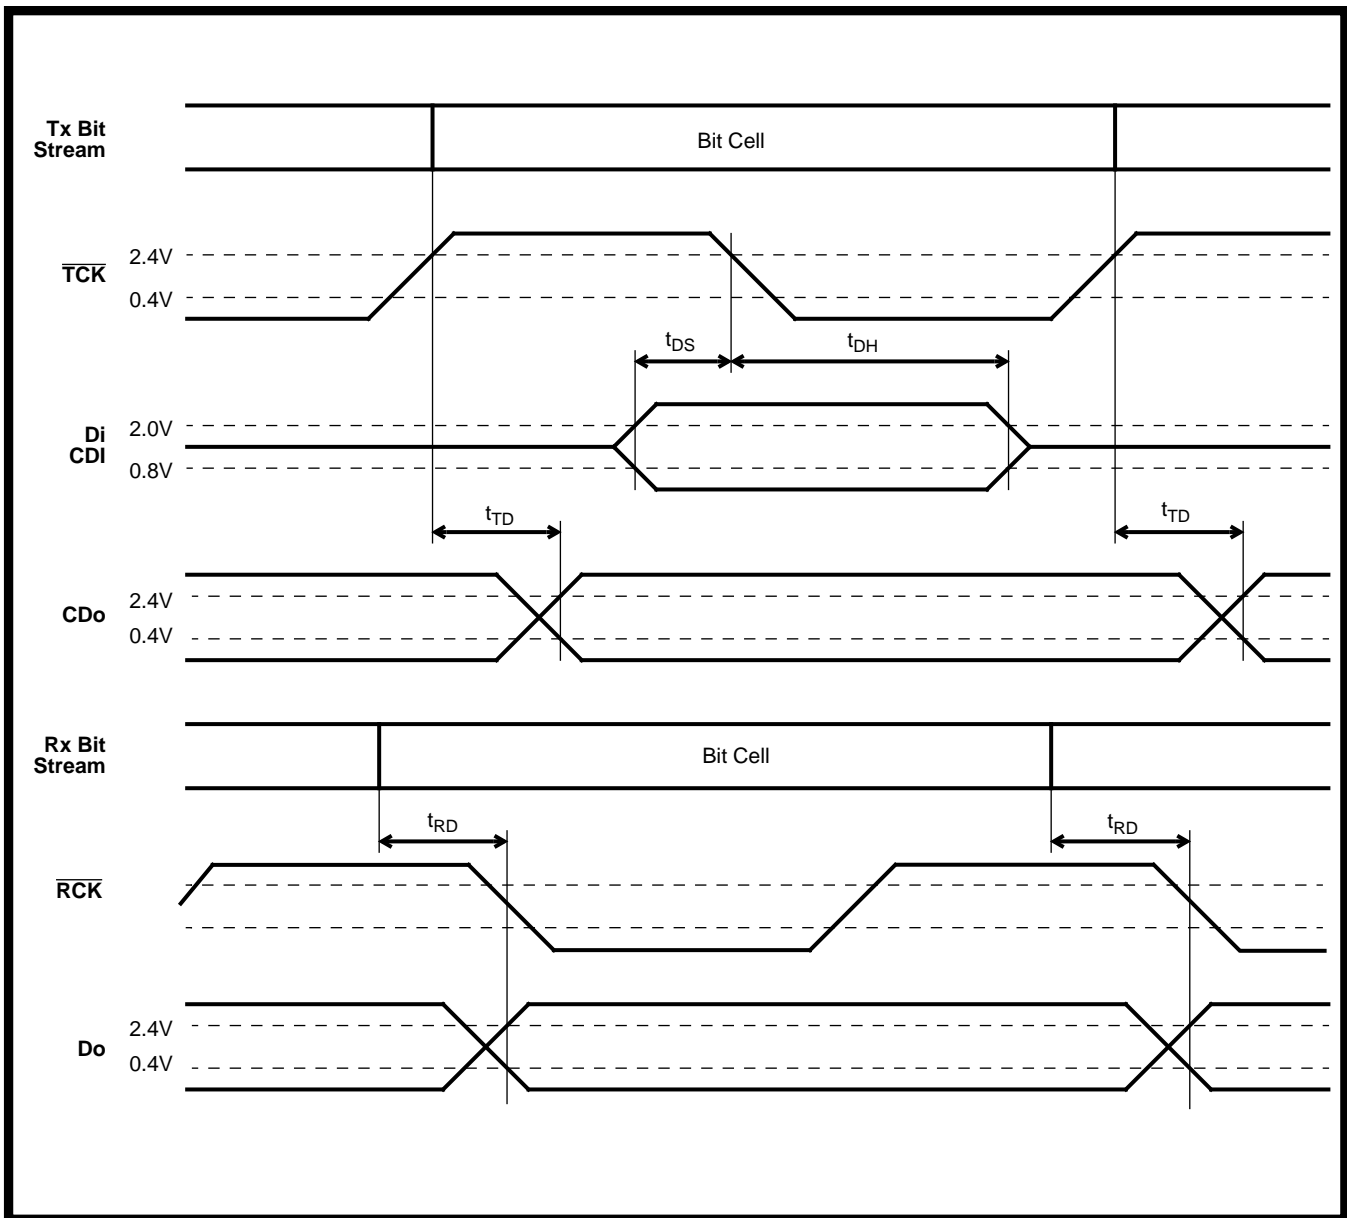 Tx Bit
Stream
Bit Cell
TCK
2.4V
0.4V
tDS
tDH
Di
CDI
2.0V
0.8V
tTD
tTD
CDo
2.4V
0.4V
Rx Bit
Stream
Bit Cell
tRD
tRD
RCK
Do
2.4V
0.4V